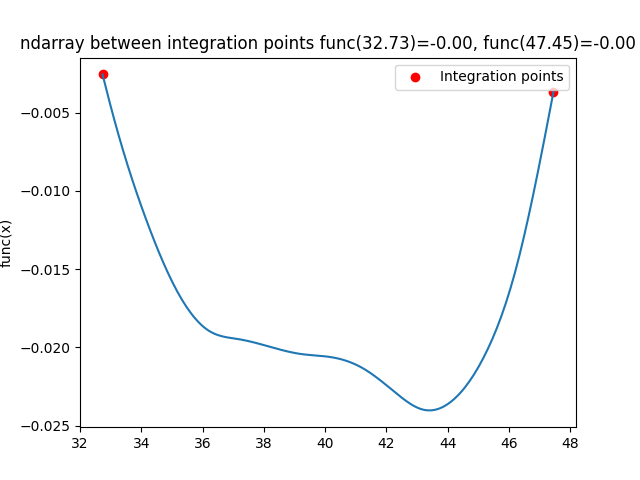 ndarray between integration points func(32.73)=-0.00, func(47.45)=-0.00
Integration points
func(x)
−0.005
−0.010
−0.015
−0.020
−0.025
32 34 36 38 40 42 44 46 48